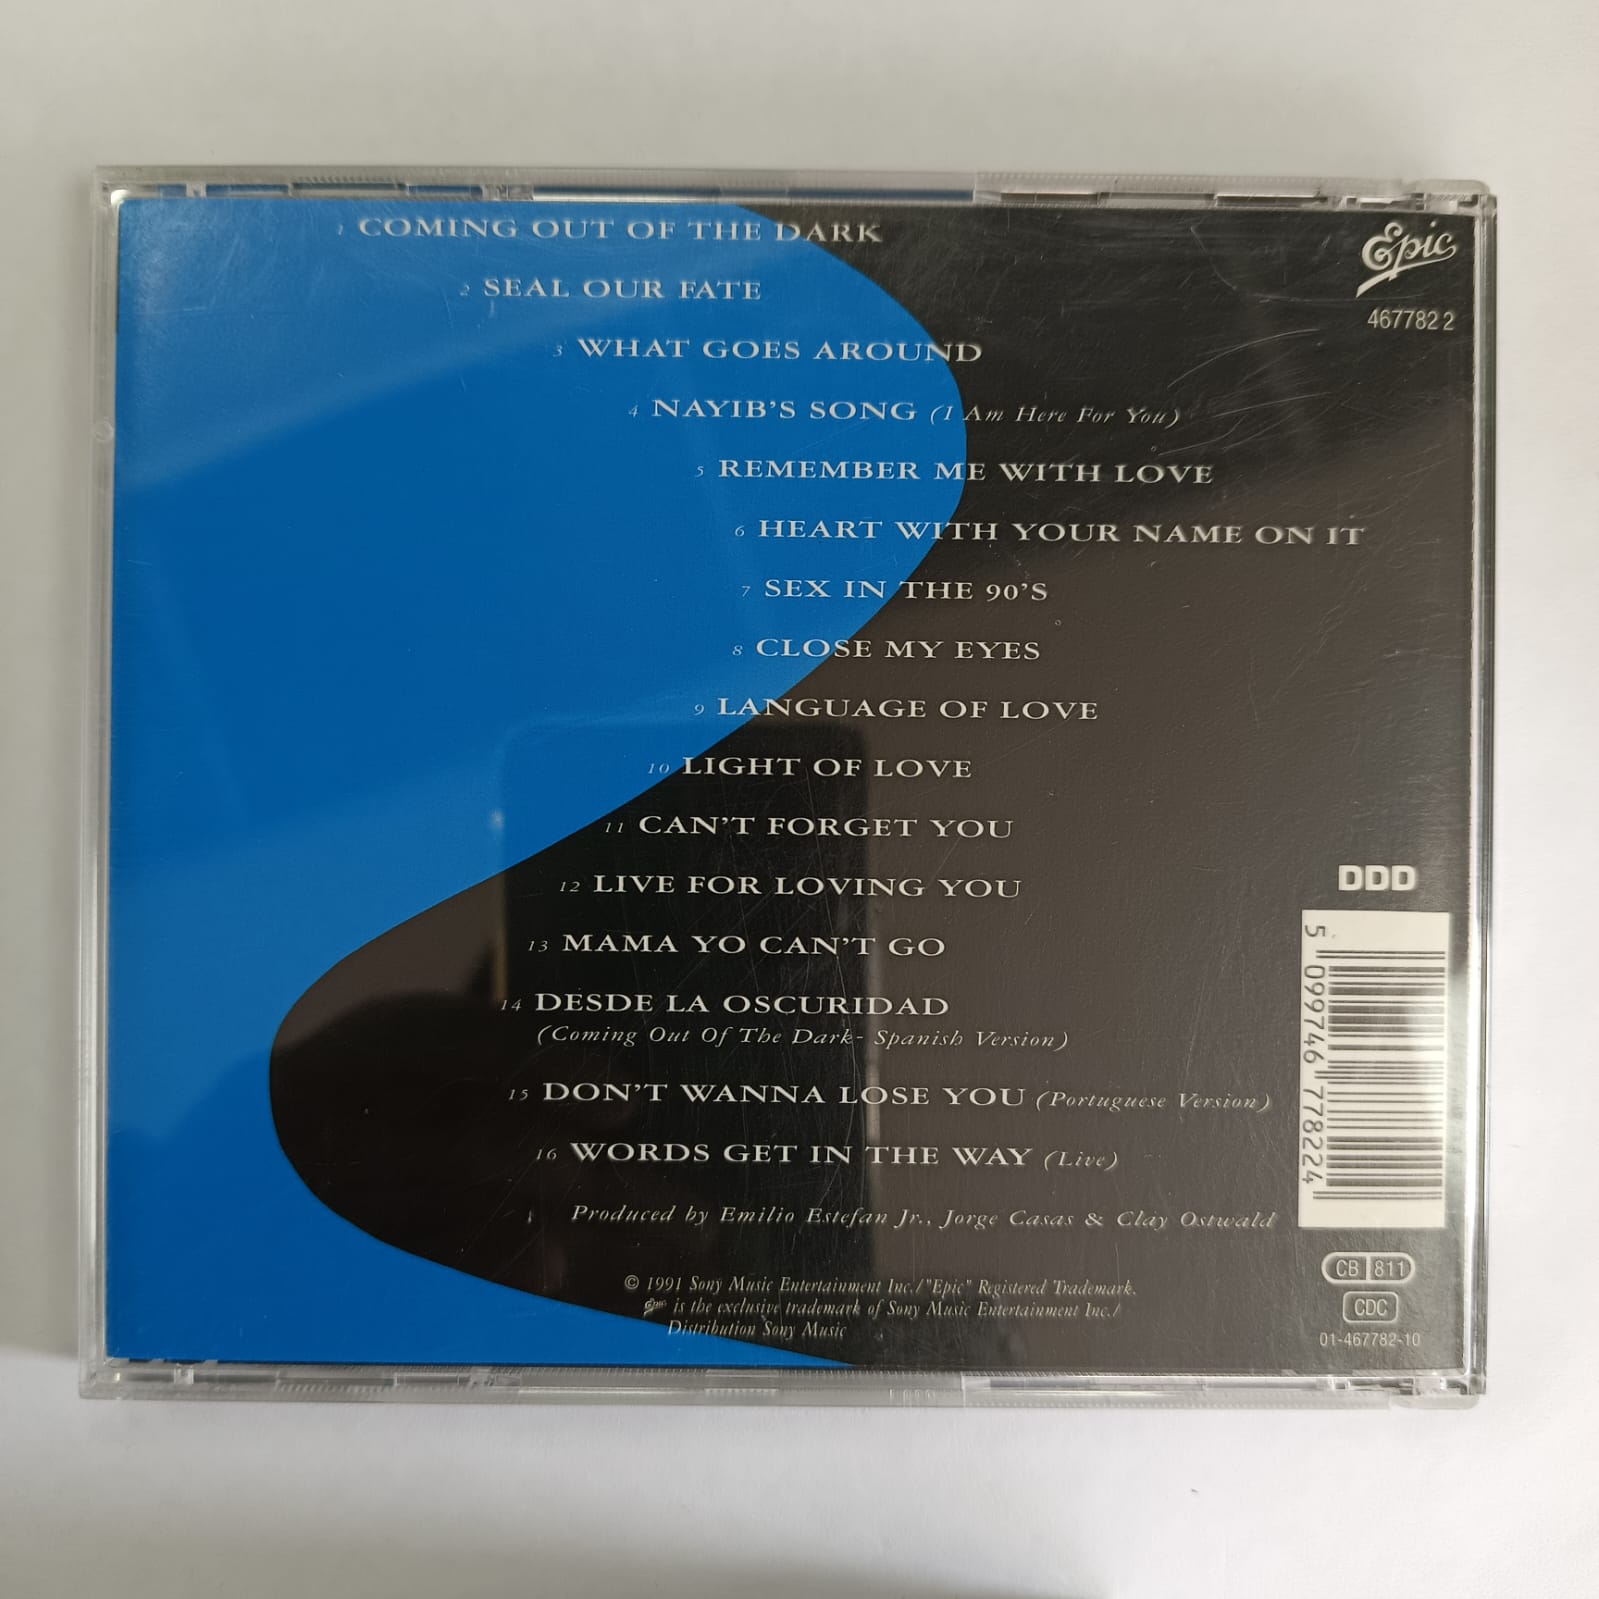 1 COMING OUT OF THE DARK
2 SEAL OUR FATE
3 WHAT GOES AROUND
4 NAYIB'S SONG (I Am Here For You)
5 REMEMBER ME WITH LOVE
6 HEART WITH YOUR NAME ON IT
7 SEX IN THE 90'S
8 CLOSE MY EYES
9 LANGUAGE OF LOVE
10 LIGHT OF LOVE
11 CAN'T FORGET YOU
12 LIVE FOR LOVING YOU
13 MAMA YO CAN'T GO
14 DESDE LA OSCURIDAD
(Coming Out Of The Dark- Spanish Version)
15 DON'T WANNA LOSE YOU (Portuguese Version)
16 WORDS GET IN THE WAY (Live)
Produced by Emilio Estefan Jr., Jorge Casas & Clay Ostwald
© 1991 Sony Music Entertainment Inc./"Epic" Registered Trademark.
Epic is the exclusive trademark of Sony Music Entertainment Inc./
Distribution Sony Music
Epic
467782 2
DDD
5 099746 778224
CB 811
CDC
01-467782-10